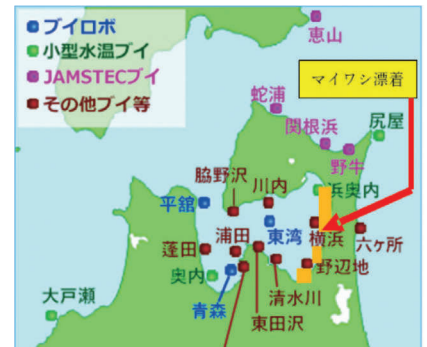 ブイロボ
小型水温ブイ
JAMSTECブイ
その他ブイ等
恵山
マイワシ漂着
蛇浦
関根浜
尻屋
野牛
脇野沢
川内
浜奥内
平舘
浦田
東湾
横浜
六ヶ所
蓬田
野辺地
奥内
清水川
大戸瀬
青森
東田沢